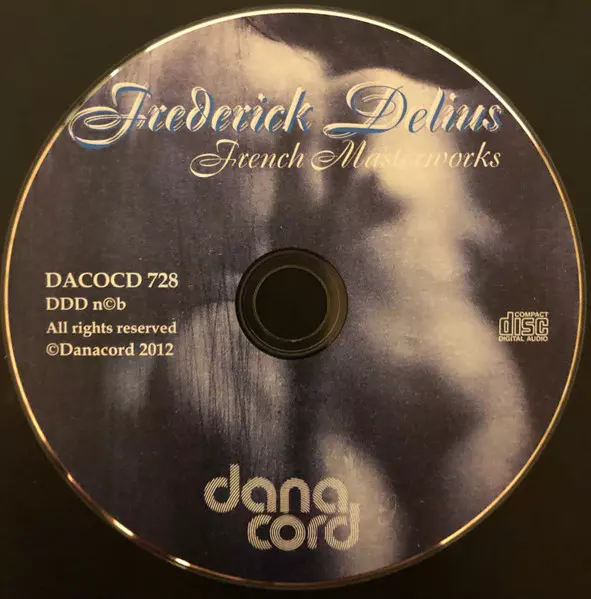 Frederick Delius
French Masterworks
DACOCD 728
DDD n©b
All rights reserved
©Danacord 2012
COMPACT
disc
DIGITAL AUDIO
dana
cord